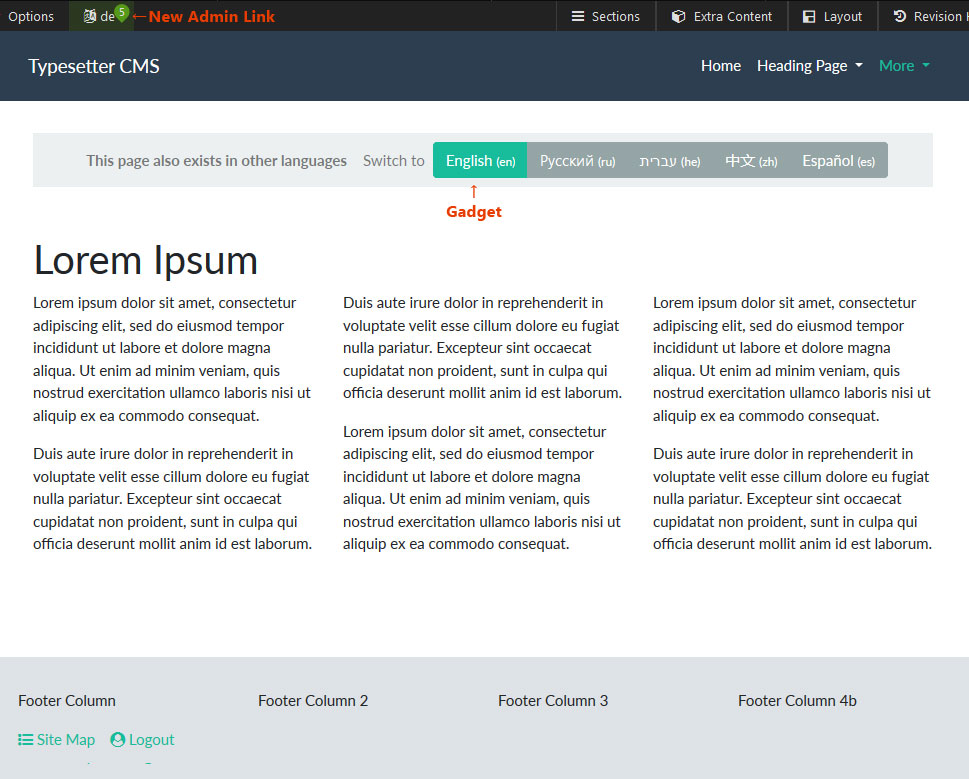 Options de 5 ←New Admin Link Sections Extra Content Layout Revision
Typesetter CMS Home Heading Page More
This page also exists in other languages Switch to English (en) Русский (ru) עברית (he) 中文 (zh) Español (es)
↑
Gadget
Lorem Ipsum
Lorem ipsum dolor sit amet, consectetur
adipiscing elit, sed do eiusmod tempor
incididunt ut labore et dolore magna
aliqua. Ut enim ad minim veniam, quis
nostrud exercitation ullamco laboris nisi ut
aliquip ex ea commodo consequat.
Duis aute irure dolor in reprehenderit in
voluptate velit esse cillum dolore eu fugiat
nulla pariatur. Excepteur sint occaecat
cupidatat non proident, sunt in culpa qui
officia deserunt mollit anim id est laborum.
Duis aute irure dolor in reprehenderit in
voluptate velit esse cillum dolore eu fugiat
nulla pariatur. Excepteur sint occaecat
cupidatat non proident, sunt in culpa qui
officia deserunt mollit anim id est laborum.
Lorem ipsum dolor sit amet, consectetur
adipiscing elit, sed do eiusmod tempor
incididunt ut labore et dolore magna
aliqua. Ut enim ad minim veniam, quis
nostrud exercitation ullamco laboris nisi ut
aliquip ex ea commodo consequat.
Lorem ipsum dolor sit amet, consectetur
adipiscing elit, sed do eiusmod tempor
incididunt ut labore et dolore magna
aliqua. Ut enim ad minim veniam, quis
nostrud exercitation ullamco laboris nisi ut
aliquip ex ea commodo consequat.
Duis aute irure dolor in reprehenderit in
voluptate velit esse cillum dolore eu fugiat
nulla pariatur. Excepteur sint occaecat
cupidatat non proident, sunt in culpa qui
officia deserunt mollit anim id est laborum.
Footer Column Footer Column 2 Footer Column 3 Footer Column 4b
Site Map Logout